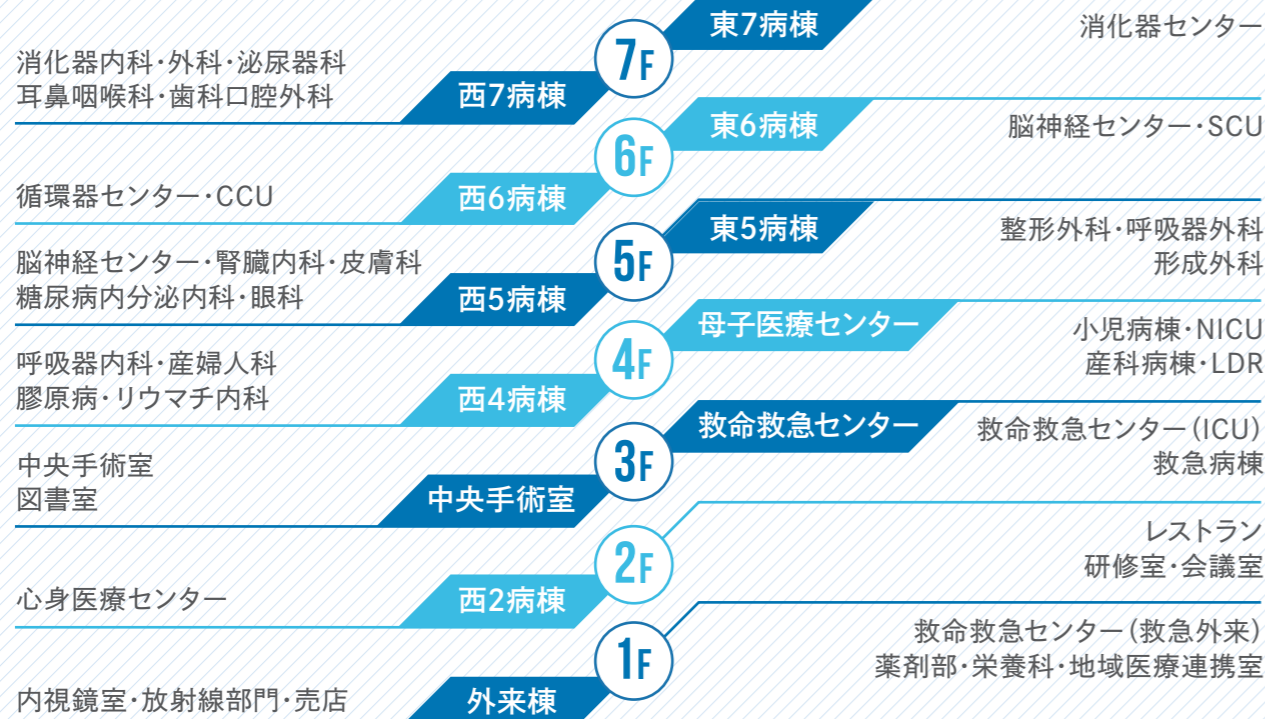 7F
東7病棟
消化器センター
消化器内科・外科・泌尿器科
耳鼻咽喉科・歯科口腔外科
西7病棟
6F
東6病棟
脳神経センター・SCU
循環器センター・CCU
西6病棟
5F
東5病棟
整形外科・呼吸器外科
形成外科
脳神経センター・腎臓内科・皮膚科
糖尿病内分泌内科・眼科
西5病棟
4F
母子医療センター
小児病棟・NICU
産科病棟・LDR
呼吸器内科・産婦人科
膠原病・リウマチ内科
西4病棟
3F
救命救急センター
救命救急センター（ICU）
救急病棟
中央手術室
図書室
中央手術室
2F
レストラン
研修室・会議室
心身医療センター
西2病棟
1F
救命救急センター（救急外来）
薬剤部・栄養科・地域医療連携室
内視鏡室・放射線部門・売店
外来棟